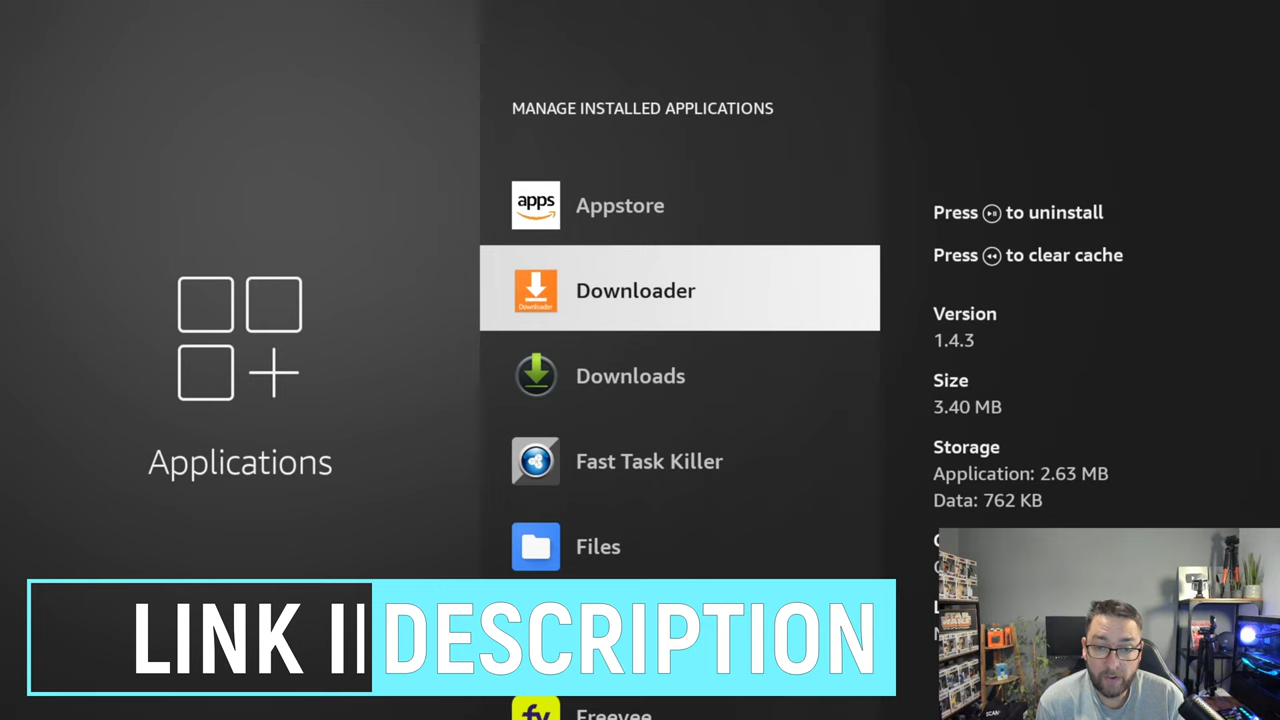 MANAGE INSTALLED APPLICATIONS
apps
Appstore
Downloader
Downloader
Downloads
Fast Task Killer
Files
Freevee
Applications
Press to uninstall
Press to clear cache
Version
1.4.3
Size
3.40 MB
Storage
Application: 2.63 MB
Data: 762 KB
LINK I
DESCRIPTION
STAR WARS